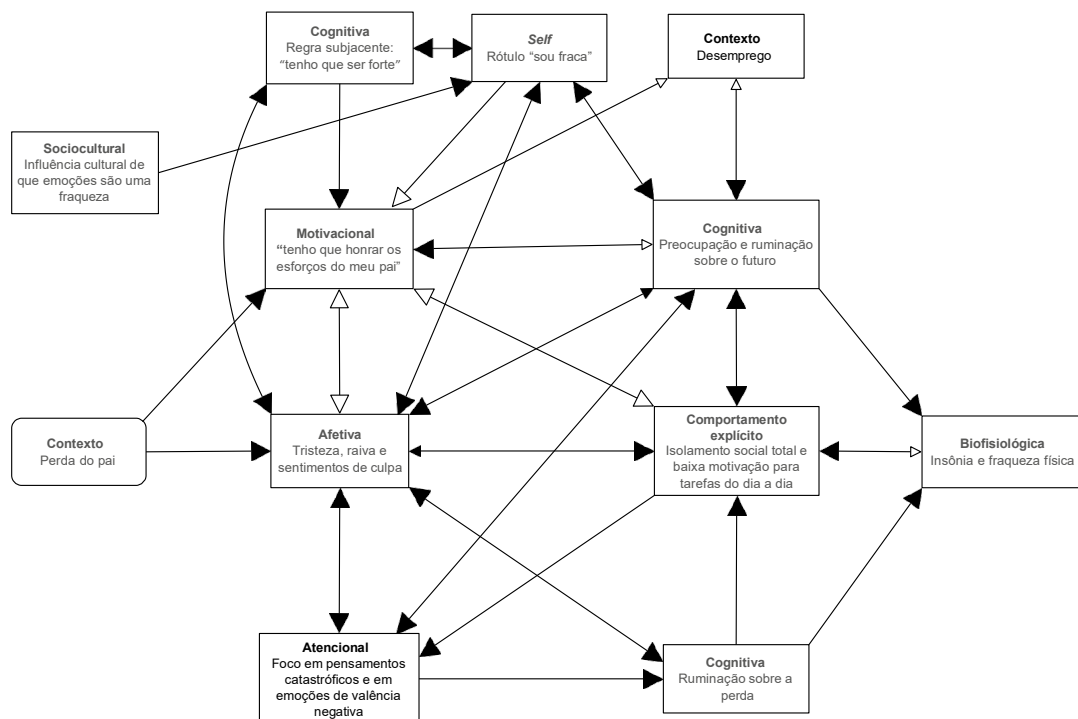 Cognitiva
Regra subjacente:
“tenho que ser forte”
Self
Rótulo “sou fraca”
Contexto
Desemprego
Sociocultural
Influência cultural de
que emoções são uma
fraqueza
Motivacional
“tenho que honrar os
esforços do meu pai”
Cognitiva
Preocupação e ruminação
sobre o futuro
Contexto
Perda do pai
Afetiva
Tristeza, raiva e
sentimentos de culpa
Comportamento
explícito
Isolamento social total e
baixa motivação para
tarefas do dia a dia
Biofisiológica
Insônia e fraqueza física
Atencional
Foco em pensamentos
catastróficos e em
emoções de valência
negativa
Cognitiva
Ruminação sobre a
perda